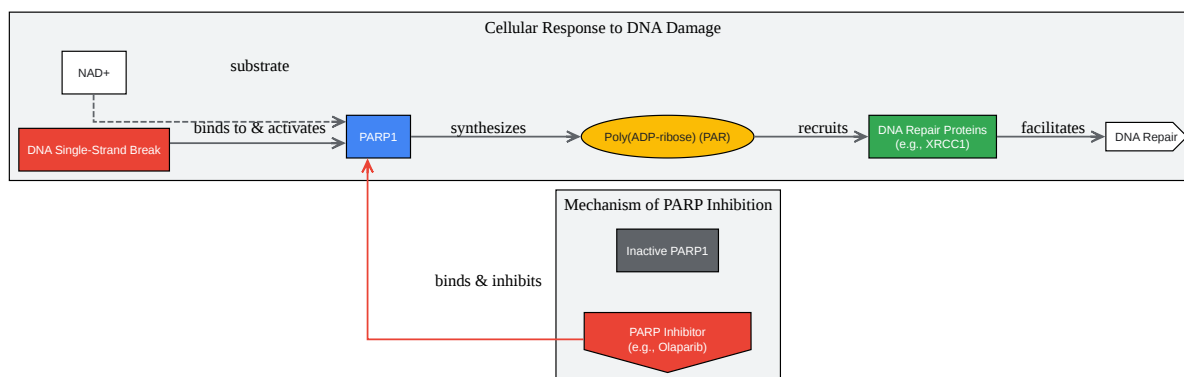 Cellular Response to DNA Damage
NAD+
substrate
DNA Single-Strand Break
binds to & activates
PARP1
synthesizes
Poly(ADP-ribose) (PAR)
recruits
DNA Repair Proteins
(e.g., XRCC1)
facilitates
DNA Repair
Mechanism of PARP Inhibition
Inactive PARP1
binds & inhibits
PARP Inhibitor
(e.g., Olaparib)